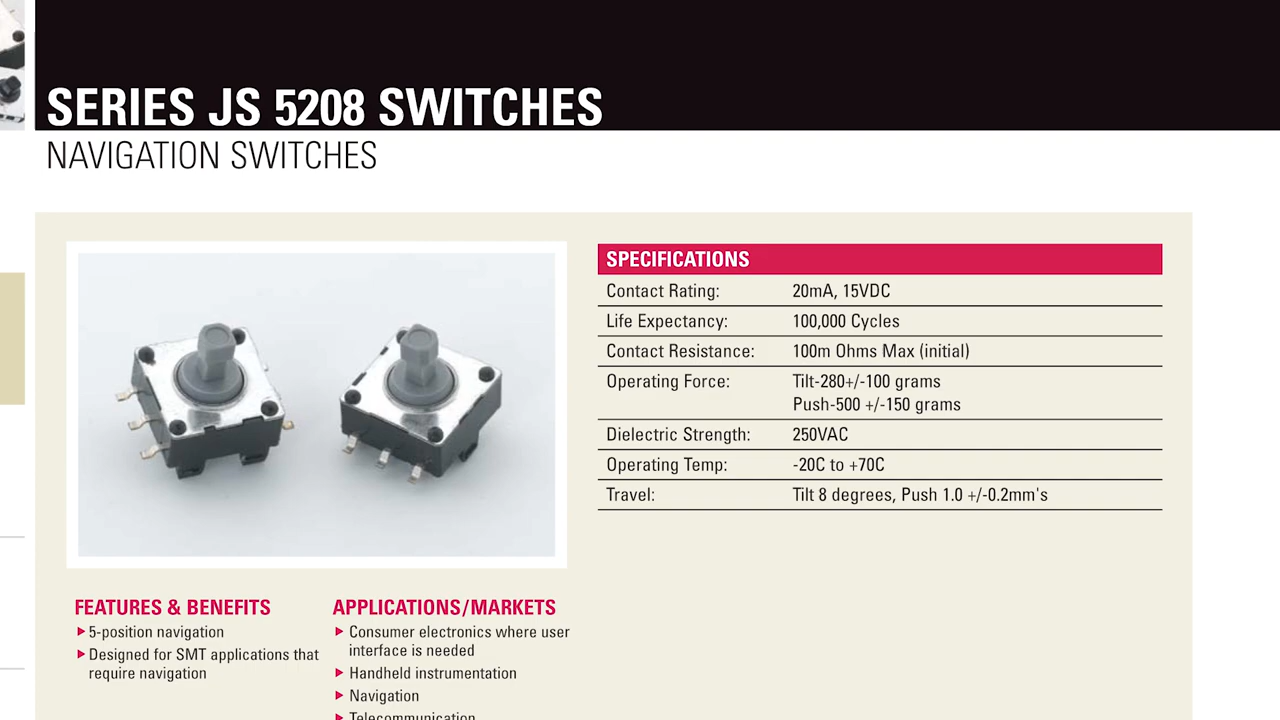 SERIES JS 5208 SWITCHES
NAVIGATION SWITCHES
SPECIFICATIONS
Contact Rating: 20mA, 15VDC
Life Expectancy: 100,000 Cycles
Contact Resistance: 100m Ohms Max (initial)
Operating Force: Tilt-280+/-100 grams
Push-500 +/-150 grams
Dielectric Strength: 250VAC
Operating Temp: -20C to +70C
Travel: Tilt 8 degrees, Push 1.0 +/-0.2mm's
FEATURES & BENEFITS
5-position navigation
Designed for SMT applications that
require navigation
APPLICATIONS/MARKETS
Consumer electronics where user
interface is needed
Handheld instrumentation
Navigation
Telecommunication